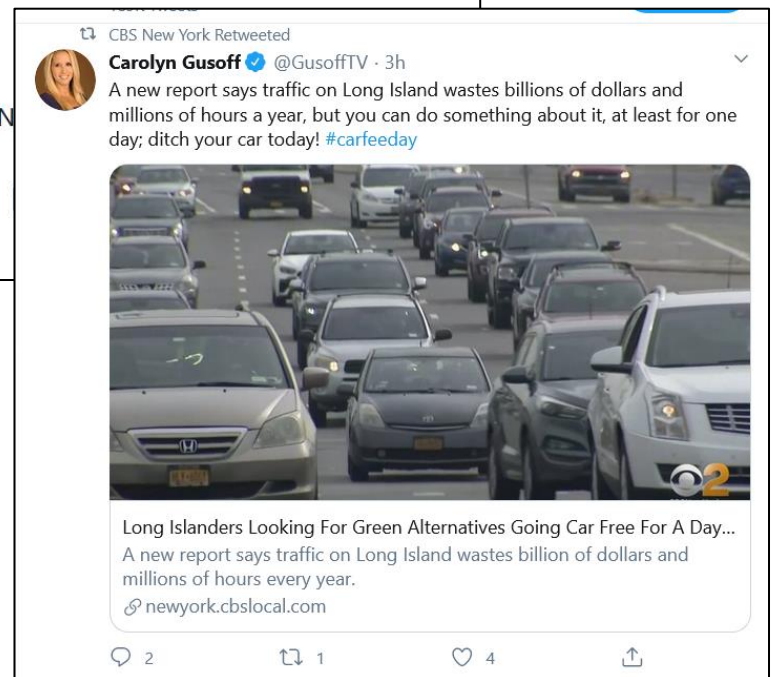 CBS New York Retweeted
Carolyn Gusoff @GusoffTV · 3h
A new report says traffic on Long Island wastes billions of dollars and
millions of hours a year, but you can do something about it, at least for one
day; ditch your car today! #carfeeday
N
2
Long Islanders Looking For Green Alternatives Going Car Free For A Day...
A new report says traffic on Long Island wastes billion of dollars and
millions of hours every year.
newyork.cbslocal.com
2 1 4